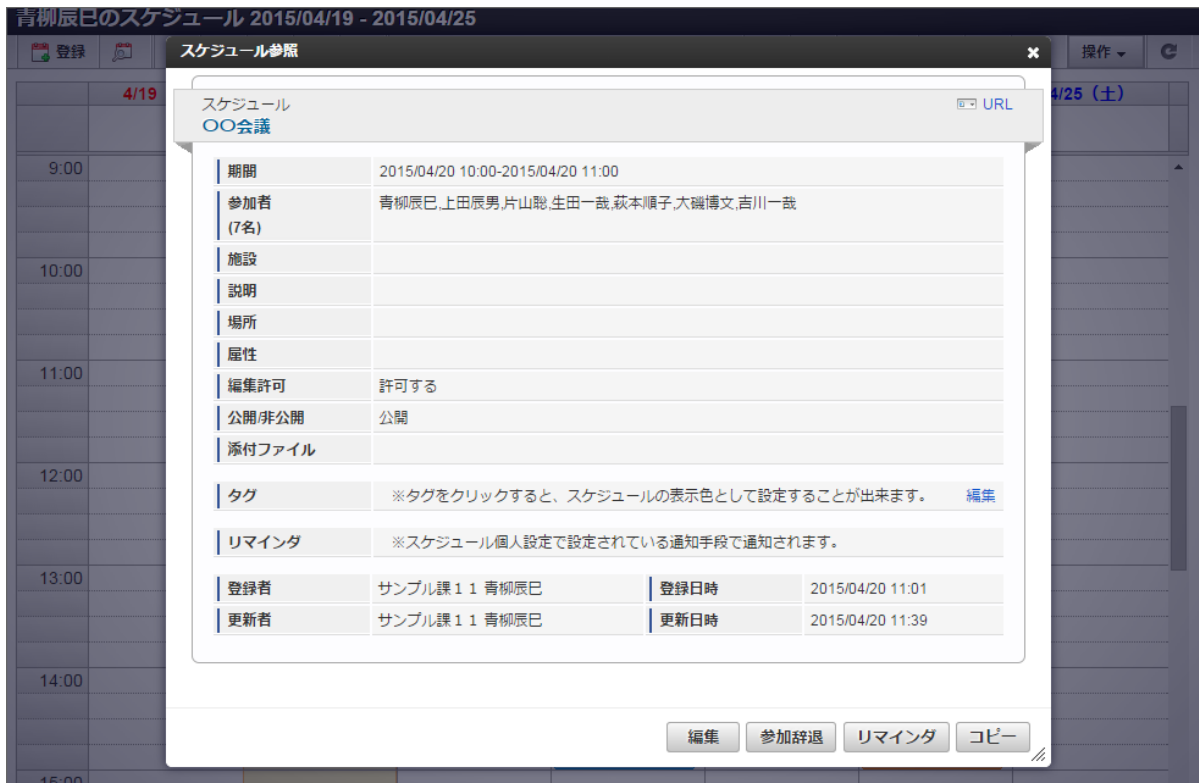 青柳辰巳のスケジュール 2015/04/19 - 2015/04/25
登録
操作
スケジュール参照
4/19
4/25 (土)
スケジュール
URL
〇〇会議
9:00
期間 2015/04/20 10:00-2015/04/20 11:00
参加者 青柳辰巳,上田辰男,片山聡,生田一哉,萩本順子,大磯博文,吉川一哉
(7名)
施設
10:00
説明
場所
属性
11:00
編集許可 許可する
公開/非公開 公開
添付ファイル
12:00
タグ ※タグをクリックすると、スケジュールの表示色として設定することが出来ます。 編集
リマインダ ※スケジュール個人設定で設定されている通知手段で通知されます。
13:00
登録者 サンプル課11 青柳辰巳 登録日時 2015/04/20 11:01
更新者 サンプル課11 青柳辰巳 更新日時 2015/04/20 11:39
14:00
編集 参加辞退 リマインダ コピー
15:00